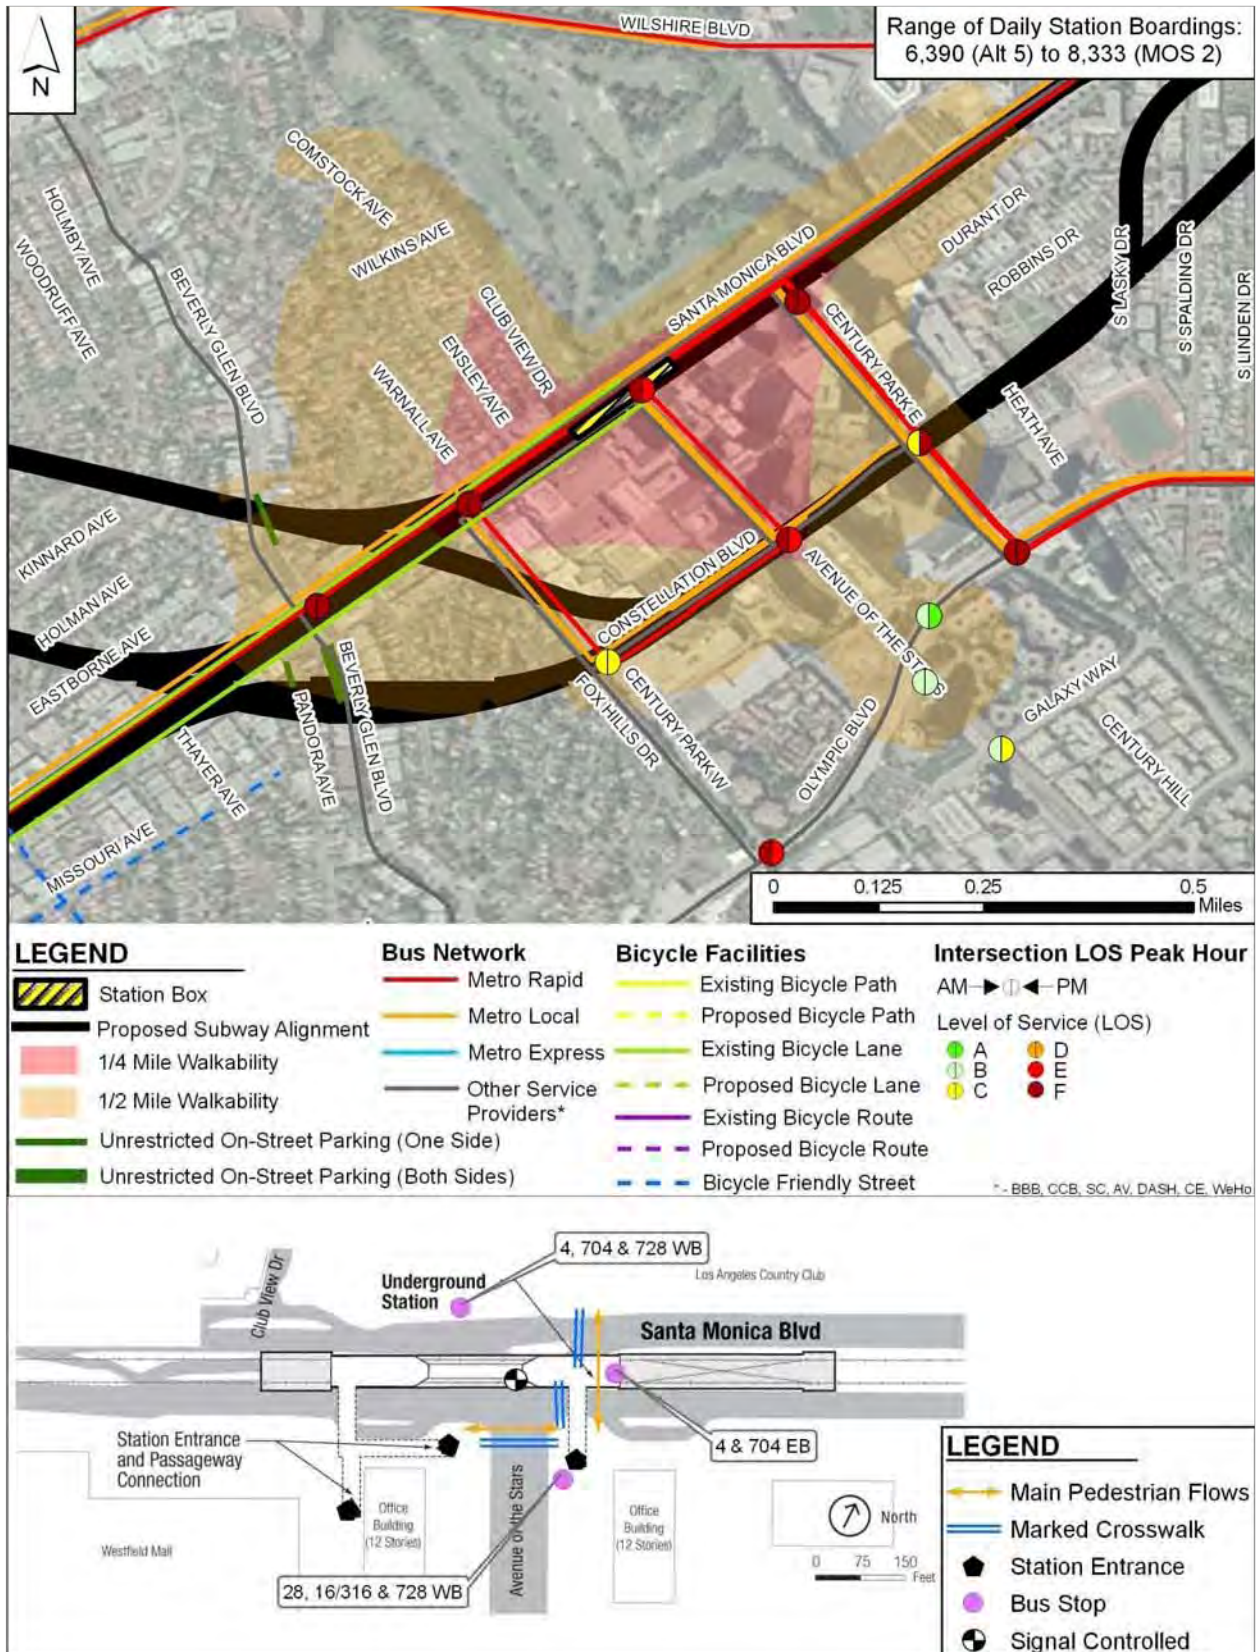 WILSHIRE BLVD
Range of Daily Station Boardings:
6,390 (Alt 5) to 8,333 (MOS 2)
N
COMSTOCK AVE
WILKINS AVE
HOLMBY AVE
WOODRUFF AVE
BEVERLY GLEN BLVD
CLUB VIEW DR
ENSLEY AVE
WARNALL AVE
SANTA MONICA BLVD
DURANT DR
ROBBINS DR
S LASKY DR
S SPALDING DR
S LINDEN DR
CENTURY PARK E
HEATH AVE
KINNARD AVE
HOLMAN AVE
EASTBORNE AVE
CONSTELLATION BLVD
AVENUE OF THE STARS
FOX HILLS DR
CENTURY PARK W
GALAXY WAY
CENTURY HILL
OLYMPIC BLVD
BEVERLY GLEN BLVD
PANDORA AVE
THAYER AVE
MISSOURI AVE
0 0.125 0.25 0.5
Miles
LEGEND
Station Box
Proposed Subway Alignment
1/4 Mile Walkability
1/2 Mile Walkability
Unrestricted On-Street Parking (One Side)
Unrestricted On-Street Parking (Both Sides)
Bus Network
Metro Rapid
Metro Local
Metro Express
Other Service
Providers*
Bicycle Facilities
Existing Bicycle Path
Proposed Bicycle Path
Existing Bicycle Lane
Proposed Bicycle Lane
Existing Bicycle Route
Proposed Bicycle Route
Bicycle Friendly Street
Intersection LOS Peak Hour
AM PM
Level of Service (LOS)
A D
B E
C F
* - BBB, CCB, SC, AV, DASH, CE, WeHo
4, 704 & 728 WB
Los Angeles Country Club
Club View Dr
Underground
Station
Santa Monica Blvd
4 & 704 EB
Station Entrance
and Passageway
Connection
Office
Building
(12 Stories)
Avenue of the Stars
Office
Building
(12 Stories)
Westfield Mall
28, 16/316 & 728 WB
North
0 75 150
Feet
LEGEND
Main Pedestrian Flows
Marked Crosswalk
Station Entrance
Bus Stop
Signal Controlled